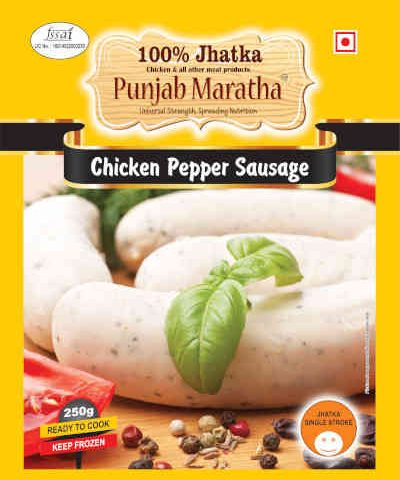 fssai
100% Jhatka
Chicken & all other meat products
Punjab Maratha
Universal Strength, Spreading Nutrition
Chicken Pepper Sausage
250g
READY TO COOK
KEEP FROZEN
JHATKA
SINGLE STROKE